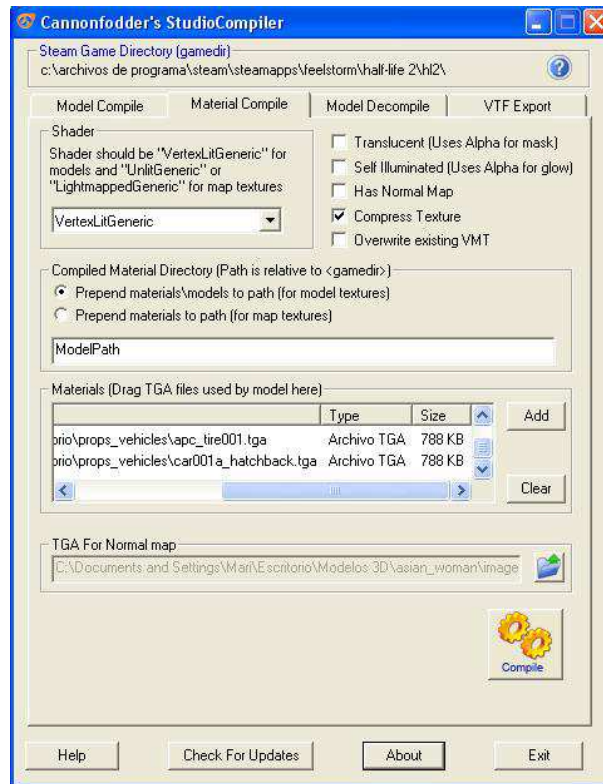 Cannonfodder's StudioCompiler
Steam Game Directory (gamedir)
c:\archivos de programa\steam\steamapps\feelstorm\half-life 2\hl2\
?
Model Compile
Material Compile
Model Decompile
VTF Export
Shader
Shader should be "VertexLitGeneric" for
models and "UnlitGeneric" or
"LightmappedGeneric" for map textures
VertexLitGeneric
Translucent (Uses Alpha for mask)
Self Illuminated (Uses Alpha for glow)
Has Normal Map
Compress Texture
Overwrite existing VMT
Compiled Material Directory (Path is relative to <gamedir>)
Prepend materials\models to path (for model textures)
Prepend materials to path (for map textures)
ModelPath
Materials (Drag TGA files used by model here)
Type Size
orio\props_vehicles\apc_tire001.tga Archivo TGA 788 KB
orio\props_vehicles\car001a_hatchback.tga Archivo TGA 788 KB
Add
Clear
TGA For Normal map
C:\Documents and Settings\Mari\Escritorio\Modelos 3D\asian_woman\image
Compile
Help
Check For Updates
About
Exit